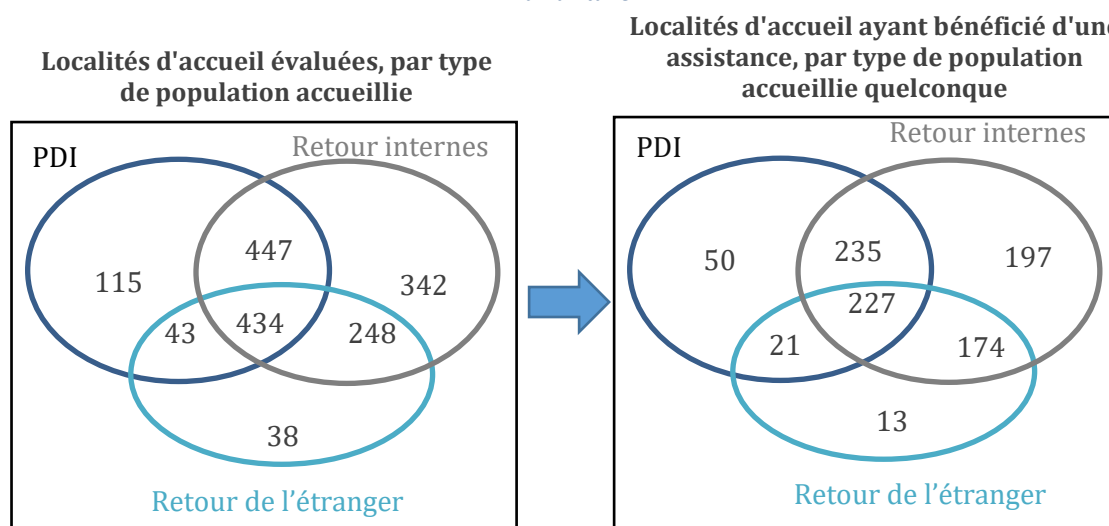 Localités d'accueil évaluées, par type
de population accueillie
PDI
Retour internes
447
115
342
43
434
248
38
Retour de l'étranger
Localités d'accueil ayant bénéficié d'une
assistance, par type de population
accueillie quelconque
PDI
Retour internes
50
235
197
227
21
174
13
Retour de l'étranger